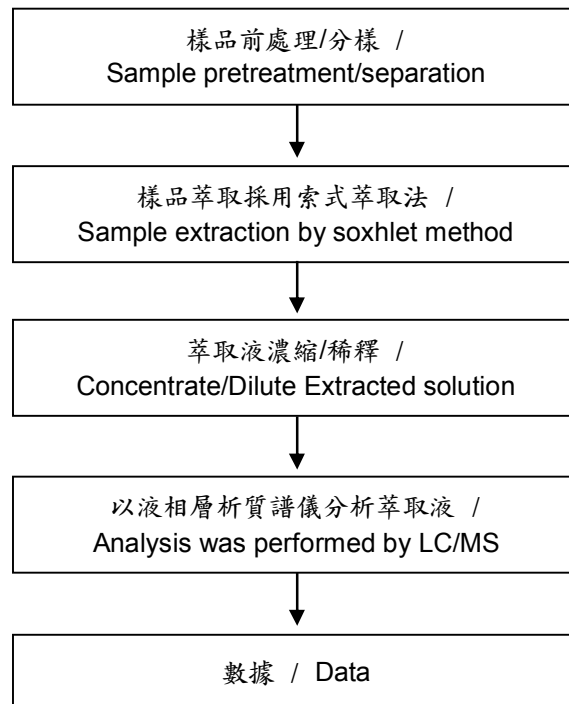 樣品前處理/分樣 /
Sample pretreatment/separation
樣品萃取採用索式萃取法 /
Sample extraction by soxhlet method
萃取液濃縮/稀釋 /
Concentrate/Dilute Extracted solution
以液相層析質譜儀分析萃取液 /
Analysis was performed by LC/MS
數據 / Data